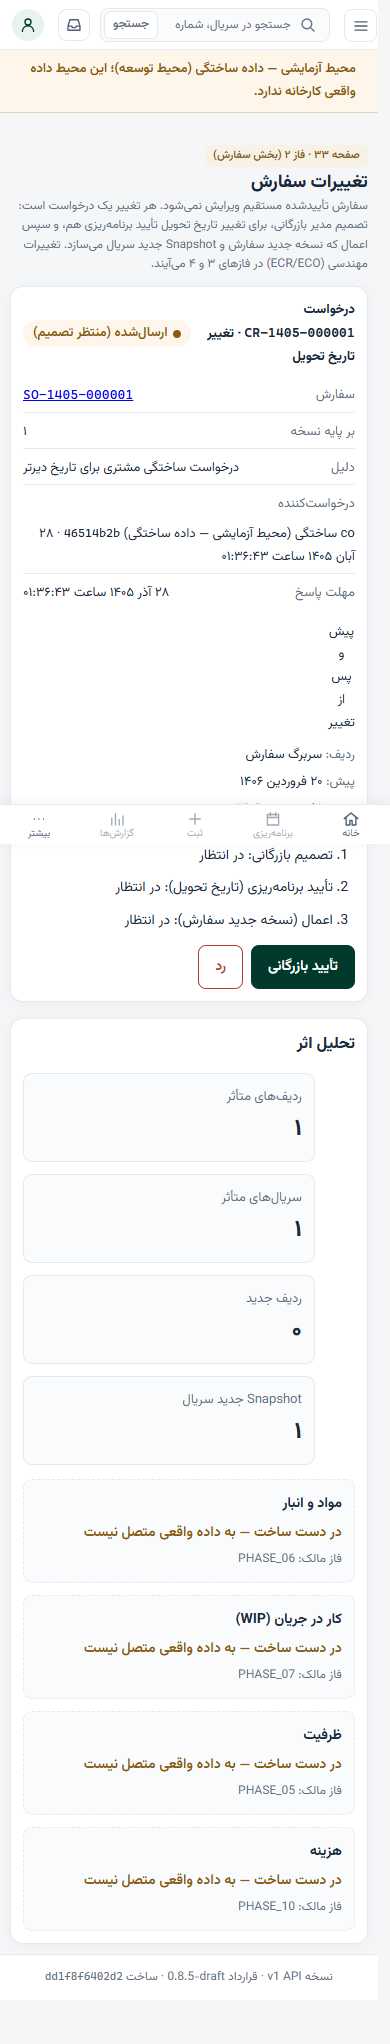 جستجو در سریال، شماره
جستجو
محیط آزمایشی — داده ساختگی (محیط توسعه)؛ این محیط داده
واقعی کارخانه ندارد.
صفحه ۳۳ · فاز ۲ (بخش سفارش)
تغییرات سفارش
سفارش تأییدشده مستقیم ویرایش نمی‌شود. هر تغییر یک درخواست است:
تصمیم مدیر بازرگانی، برای تغییر تاریخ تحویل تأیید برنامه‌ریزی هم، و سپس
اعمال که نسخه جدید سفارش و Snapshot جدید سریال می‌سازد. تغییرات
مهندسی (ECR/ECO) در فازهای ۳ و ۴ می‌آیند.
درخواست
CR-1405-000001 · تغییر
تاریخ تحویل
ارسال‌شده (منتظر تصمیم)
سفارش
SO-1405-000001
بر پایه نسخه
۱
دلیل
درخواست ساختگی مشتری برای تاریخ دیرتر
درخواست‌کننده
co ساختگی (محیط آزمایشی — داده ساختگی) 46514b2b · ۲۸
آبان ۱۴۰۵ ساعت ۰۱:۳۶:۴۳
مهلت پاسخ
۲۸ آذر ۱۴۰۵ ساعت ۰۱:۳۶:۴۳
پیش
و
پس
از
تغییر
ردیف: سربرگ سفارش
پیش: ۲۰ فروردین ۱۴۰۶
خانه
برنامه‌ریزی
ثبت
گزارش‌ها
بیشتر
1. تصمیم بازرگانی: در انتظار
2. تأیید برنامه‌ریزی (تاریخ تحویل): در انتظار
3. اعمال (نسخه جدید سفارش): در انتظار
تأیید بازرگانی
رد
تحلیل اثر
ردیف‌های متأثر
۱
سریال‌های متأثر
۱
ردیف جدید
۰
Snapshot جدید سریال
۱
مواد و انبار
در دست ساخت — به داده واقعی متصل نیست
فاز مالک: PHASE_06
کار در جریان (WIP)
در دست ساخت — به داده واقعی متصل نیست
فاز مالک: PHASE_07
ظرفیت
در دست ساخت — به داده واقعی متصل نیست
فاز مالک: PHASE_05
هزینه
در دست ساخت — به داده واقعی متصل نیست
فاز مالک: PHASE_10
نسخه API v1 · قرارداد 0.8.5-draft · ساخت dd1f8f6402d2